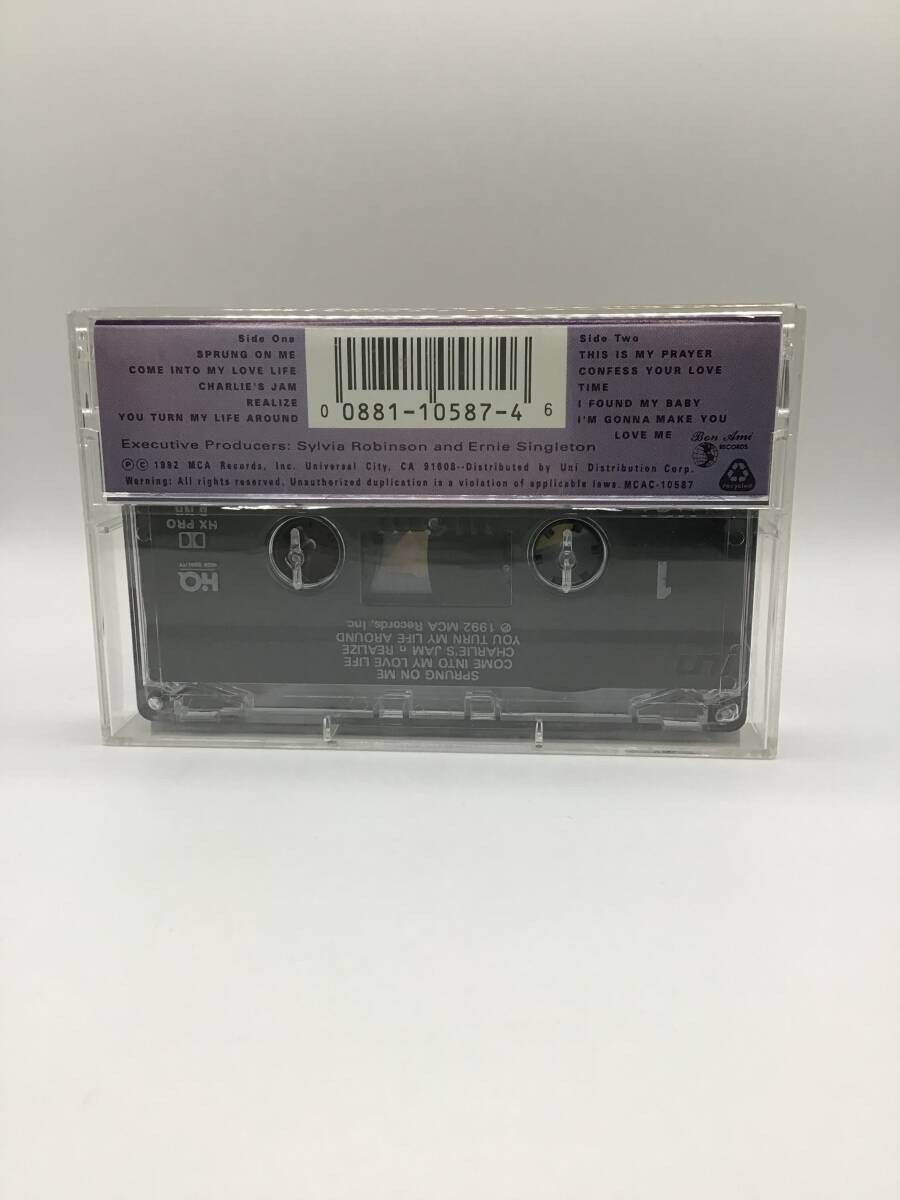 Side One
SPRUNG ON ME
COME INTO MY LOVE LIFE
CHARLIE'S JAM
REALIZE
YOU TURN MY LIFE AROUND
0 0881-10587-4 6
Side Two
THIS IS MY PRAYER
CONFESS YOUR LOVE
TIME
I FOUND MY BABY
I'M GONNA MAKE YOU
LOVE ME
Bon Ami
RECORDS
recycled
Executive Producers: Sylvia Robinson and Ernie Singleton
℗© 1992 MCA Records, Inc. Universal City, CA 91608--Distributed by Uni Distribution Corp.
Warning: All rights reserved. Unauthorized duplication is a violation of applicable laws. MCAC-10587
HX PRO
HiQ
HIGH QUALITY
1
SPRUNG ON ME
COME INTO MY LOVE LIFE
CHARLIE'S JAM □ REALIZE
YOU TURN MY LIFE AROUND
℗ 1992 MCA Records, Inc.